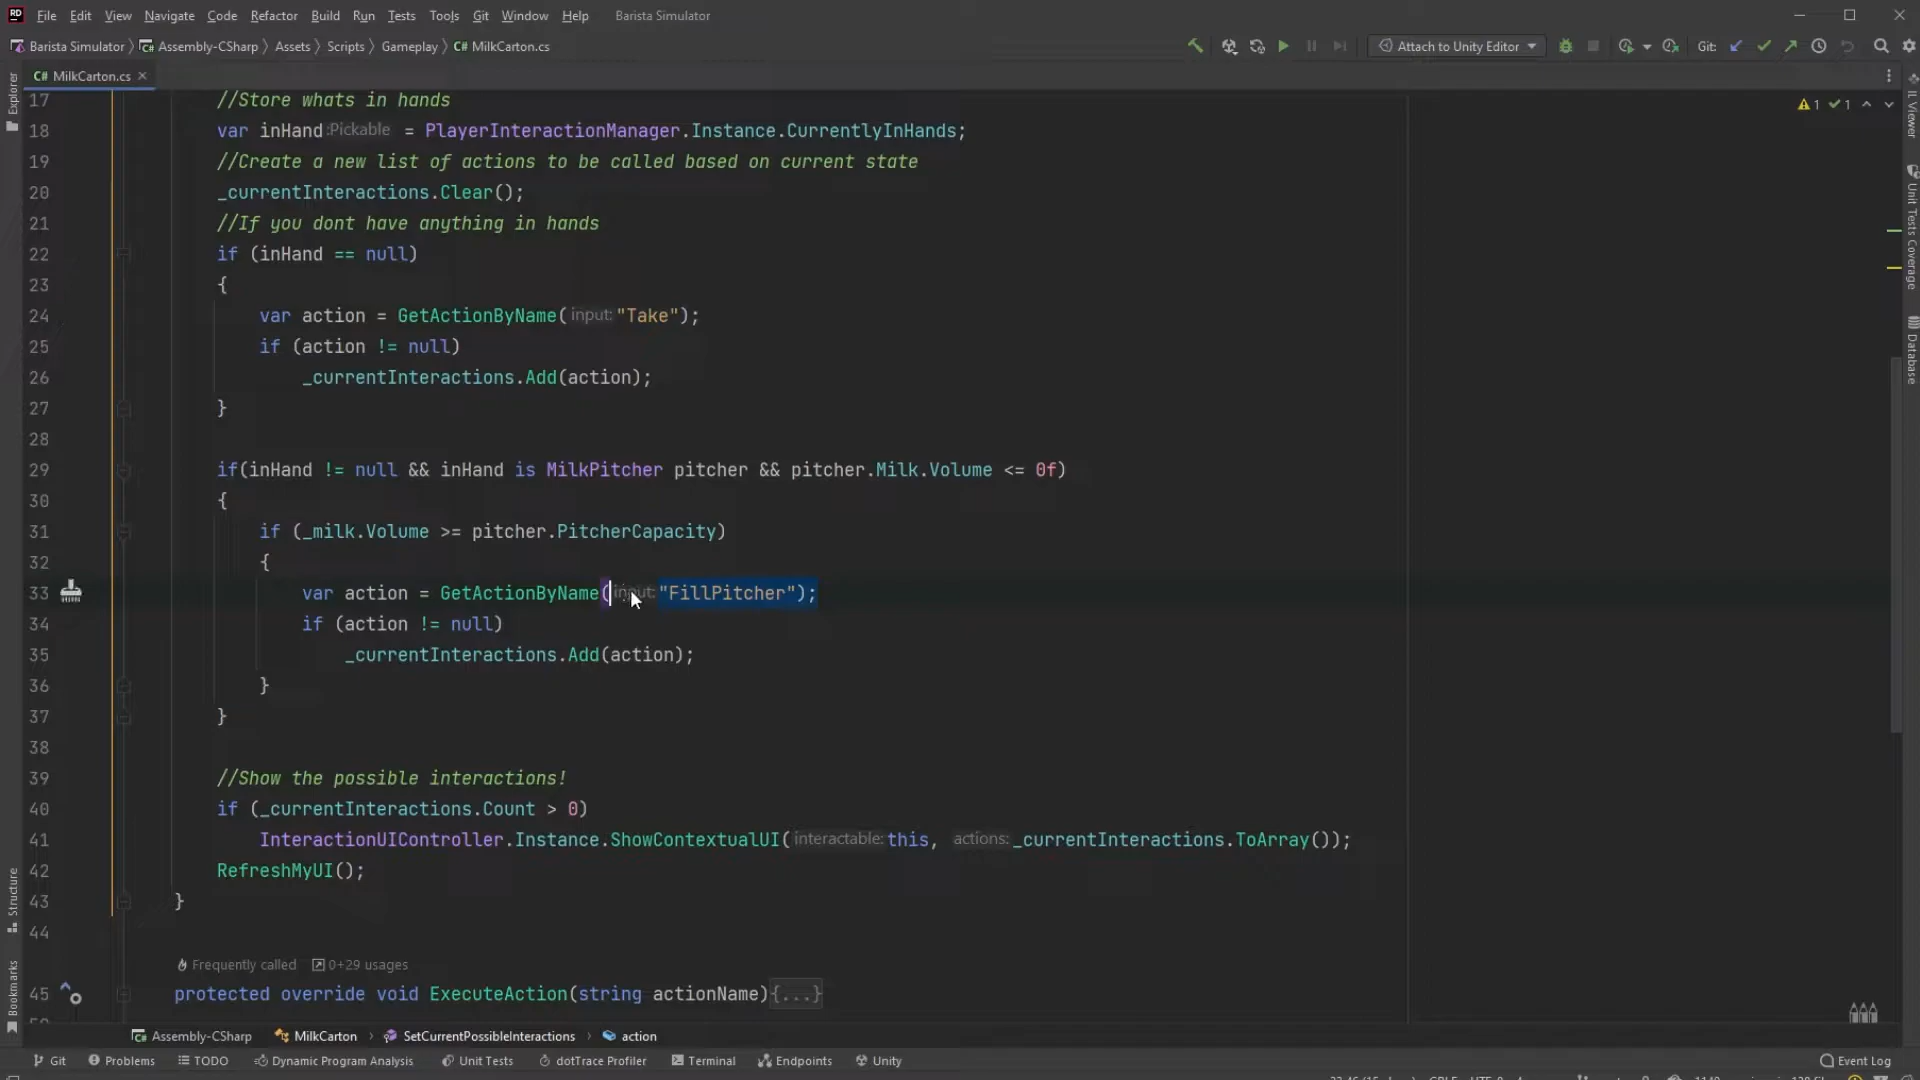 File Edit View Navigate Code Refactor Build Run Tests Tools Git Window Help Barista Simulator
Barista Simulator Assembly-CSharp Assets Scripts Gameplay C# MilkCarton.cs Attach to Unity Editor Git:
C# MilkCarton.cs
17 //Store whats in hands
18 var inHand :Pickable = PlayerInteractionManager.Instance.CurrentlyInHands;
19 //Create a new list of actions to be called based on current state
20 _currentInteractions.Clear();
21 //If you dont have anything in hands
22 if (inHand == null)
23 {
24 var action = GetActionByName( input: "Take");
25 if (action != null)
26 _currentInteractions.Add(action);
27 }
28
29 if(inHand != null && inHand is MilkPitcher pitcher && pitcher.Milk.Volume <= 0f)
30 {
31 if (_milk.Volume >= pitcher.PitcherCapacity)
32 {
33 var action = GetActionByName( input: "FillPitcher");
34 if (action != null)
35 _currentInteractions.Add(action);
36 }
37 }
38
39 //Show the possible interactions!
40 if (_currentInteractions.Count > 0)
41 InteractionUIController.Instance.ShowContextualUI( interactable: this, actions: _currentInteractions.ToArray());
42 RefreshMyUI();
43 }
44
Frequently called 0+29 usages
45 protected override void ExecuteAction(string actionName){...}
Assembly-CSharp MilkCarton SetCurrentPossibleInteractions action
Git Problems TODO Dynamic Program Analysis Unit Tests dotTrace Profiler Terminal Endpoints Unity Event Log
Explorer
Structure
Bookmarks
1 1
IL Viewer
Unit Tests Coverage
Database